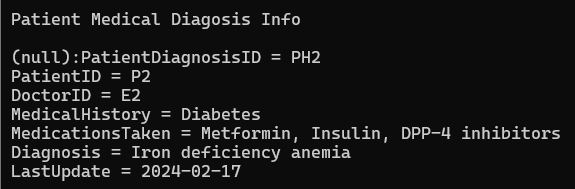 Patient Medical Diagosis Info
(null):PatientDiagnosisID = PH2
PatientID = P2
DoctorID = E2
MedicalHistory = Diabetes
MedicationsTaken = Metformin, Insulin, DPP-4 inhibitors
Diagnosis = Iron deficiency anemia
LastUpdate = 2024-02-17